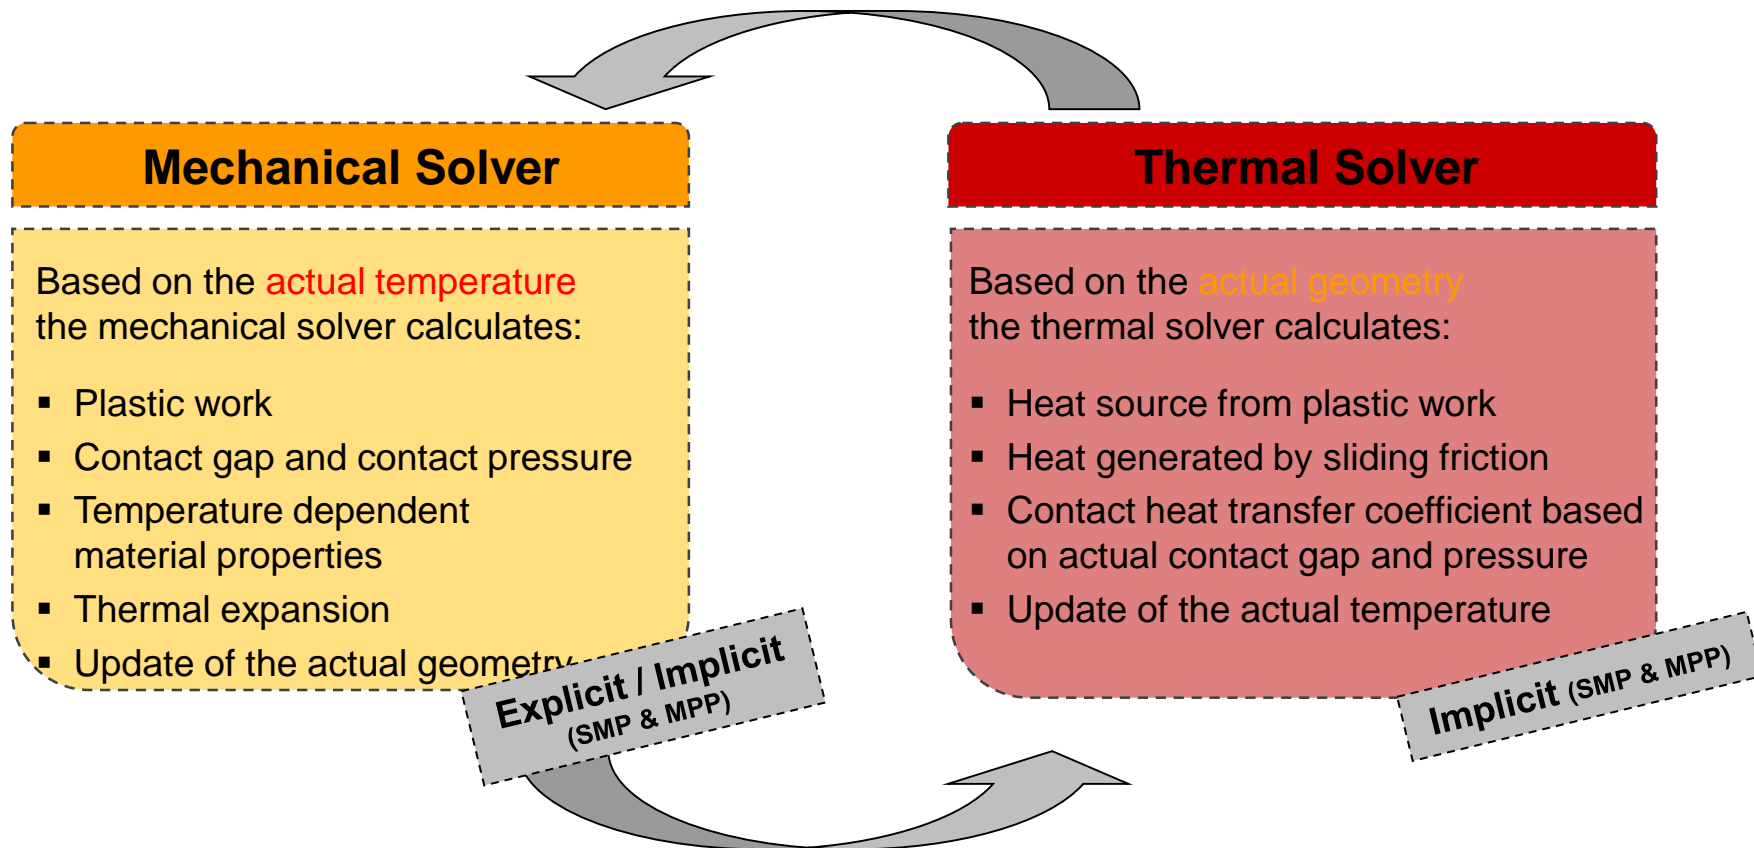 Mechanical Solver
Based on the actual temperature
the mechanical solver calculates:
▪ Plastic work
▪ Contact gap and contact pressure
▪ Temperature dependent
material properties
▪ Thermal expansion
▪ Update of the actual geometry
Explicit / Implicit
(SMP & MPP)
Thermal Solver
Based on the actual geometry
the thermal solver calculates:
▪ Heat source from plastic work
▪ Heat generated by sliding friction
▪ Contact heat transfer coefficient based
on actual contact gap and pressure
▪ Update of the actual temperature
Implicit (SMP & MPP)